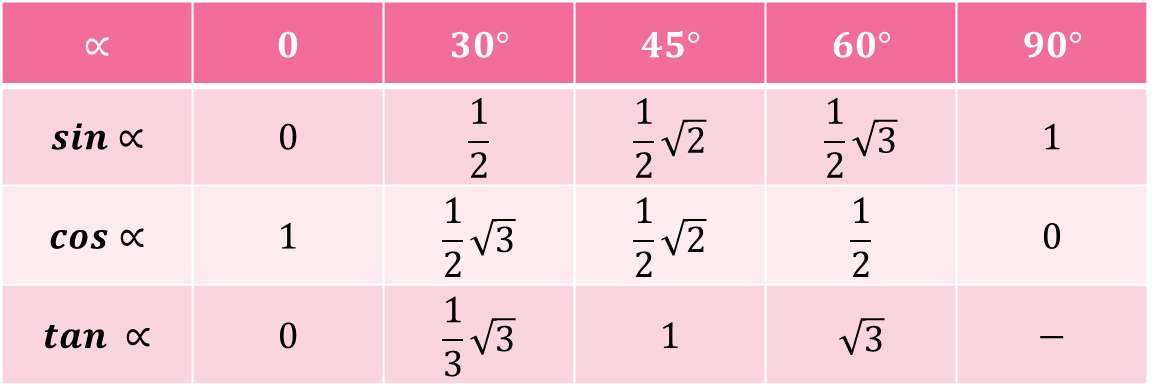 ∝ 0 30° 45° 60° 90°
sin ∝ 0 1/2 1/2 √2 1/2 √3 1
cos ∝ 1 1/2 √3 1/2 √2 1/2 0
tan ∝ 0 1/3 √3 1 √3 −